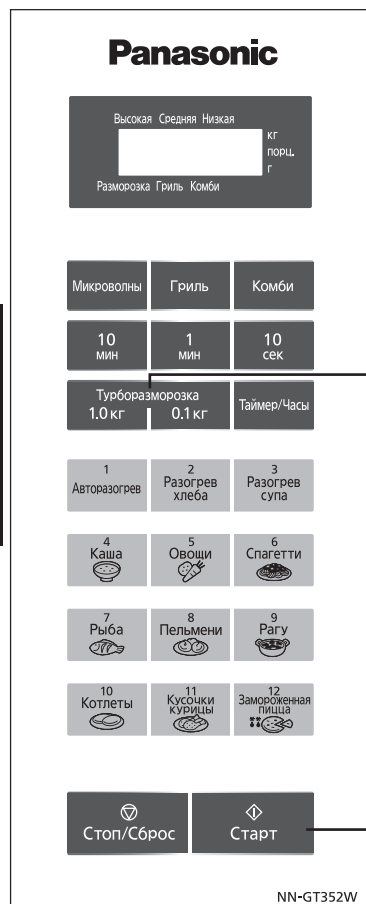 Panasonic
Высокая Средняя Низкая
кг
порц.
г
Разморозка Гриль Комби
Микроволны Гриль Комби
10 1 10
мин мин сек
Турборазморозка
1.0 кг 0.1 кг Таймер/Часы
1 2 3
Авторазогрев Разогрев хлеба Разогрев супа
4 5 6
Каша Овощи Спагетти
7 8 9
Рыба Пельмени Рагу
10 11 12
Котлеты Кусочки курицы Замороженная пицца
Стоп/Сброс Старт
NN-GT352W